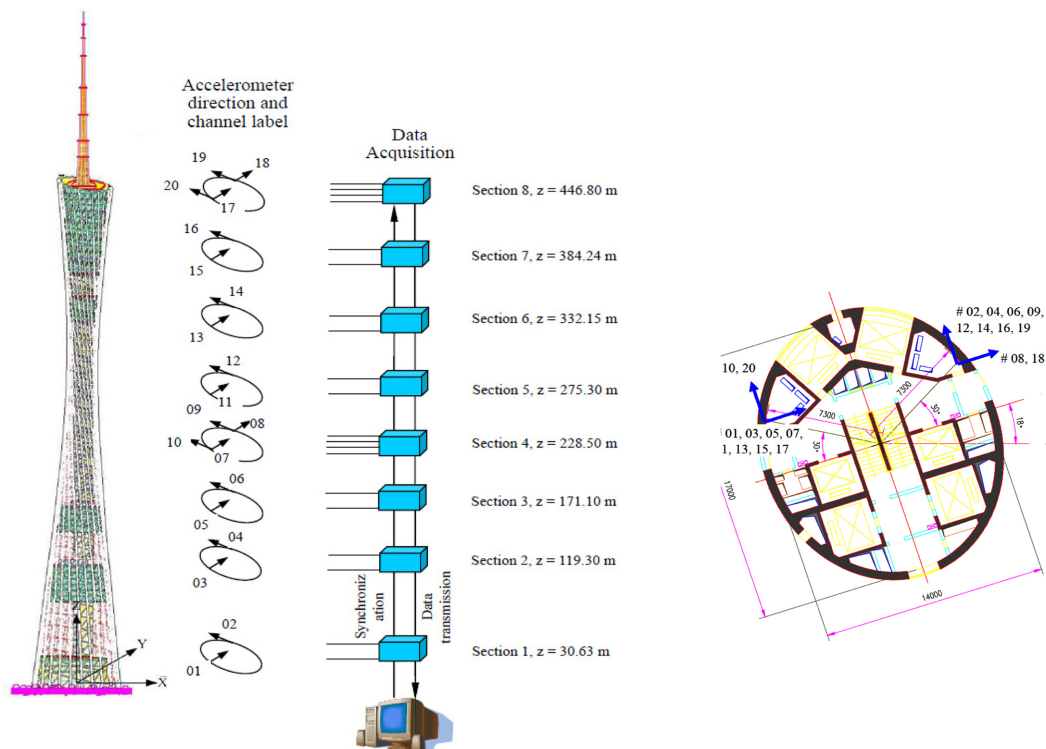 Accelerometer
direction and
channel label
Data
Acquisition
19
18
20
17
Section 8, z = 446.80 m
16
15
Section 7, z = 384.24 m
14
13
Section 6, z = 332.15 m
12
11
Section 5, z = 275.30 m
09
08
10
07
Section 4, z = 228.50 m
06
05
Section 3, z = 171.10 m
04
03
Section 2, z = 119.30 m
Synchroniz
ation
Data
transmission
02
01
Section 1, z = 30.63 m
Z
Y
X
# 02, 04, 06, 09,
12, 14, 16, 19
# 08, 18
10, 20
01, 03, 05, 07,
1, 13, 15, 17
7300
7300
30°
30°
18°
17000
14000